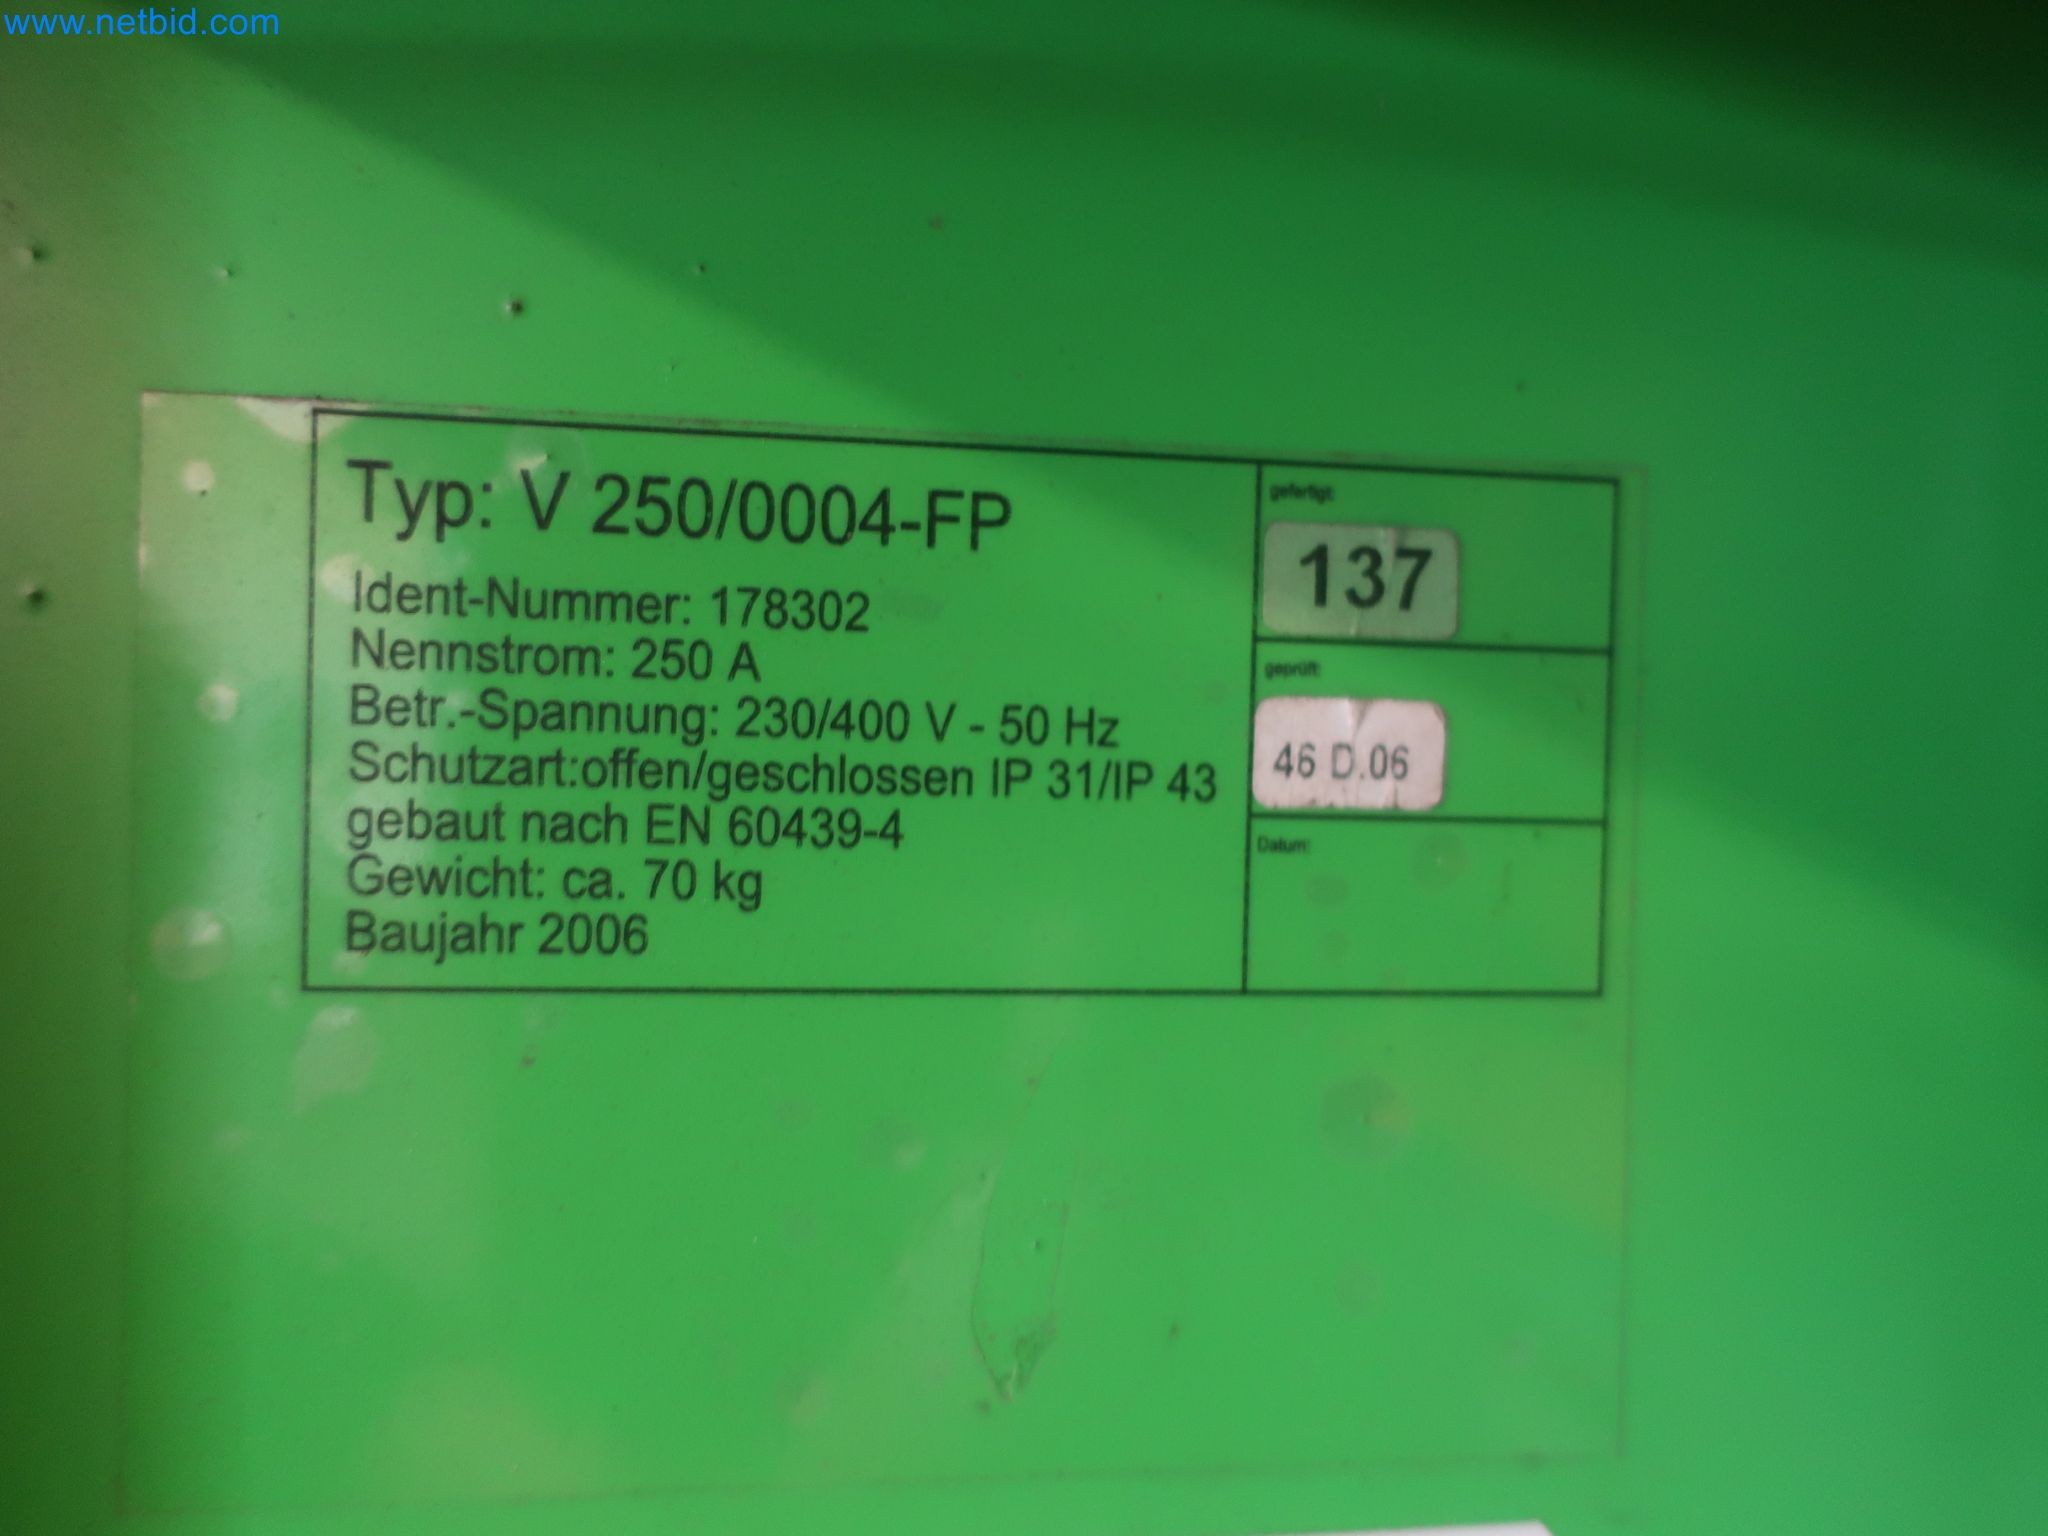 www.netbid.com
Typ: V 250/0004-FP
Ident-Nummer: 178302
Nennstrom: 250 A
Betr.-Spannung: 230/400 V - 50 Hz
Schutzart:offen/geschlossen IP 31/IP 43
gebaut nach EN 60439-4
Gewicht: ca. 70 kg
Baujahr 2006
gefertigt:
137
geprüft:
46 D.06
Datum: